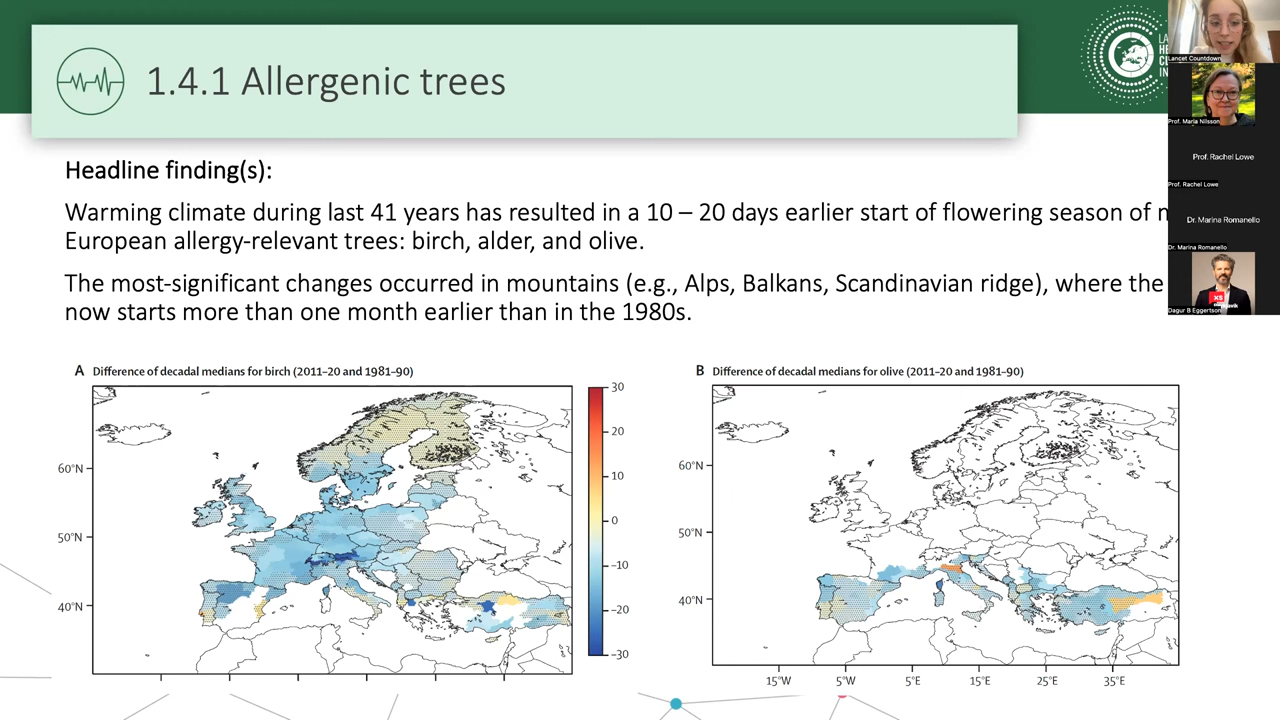 1.4.1 Allergenic trees
Headline finding(s):
Warming climate during last 41 years has resulted in a 10 – 20 days earlier start of flowering season of
European allergy-relevant trees: birch, alder, and olive.
The most-significant changes occurred in mountains (e.g., Alps, Balkans, Scandinavian ridge), where the
now starts more than one month earlier than in the 1980s.
A Difference of decadal medians for birch (2011–20 and 1981–90)
60°N
50°N
40°N
30
20
10
0
–10
–20
–30
B Difference of decadal medians for olive (2011–20 and 1981–90)
60°N
50°N
40°N
15°W 5°W 5°E 15°E 25°E 35°E
Lancet Countdown
Prof. Maria Nilsson
Prof. Rachel Lowe
Prof. Rachel Lowe
Dr. Marina Romanello
Dr. Marina Romanello
XS
Dagur B Eggertson